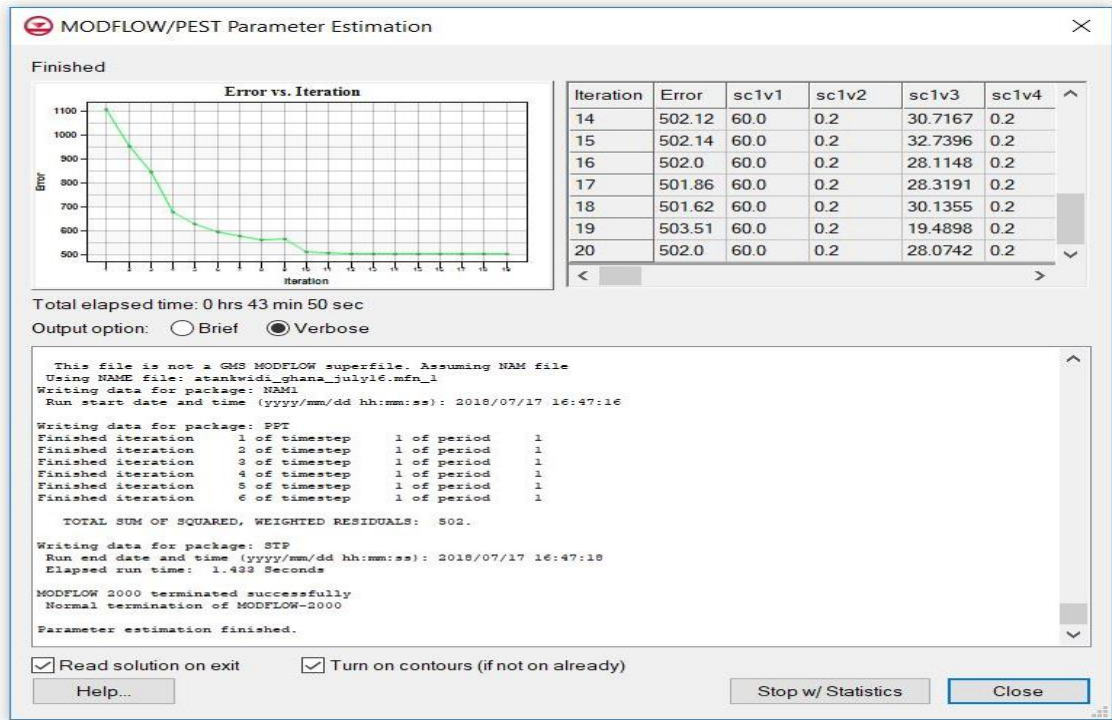 MODFLOW/PEST Parameter Estimation
Finished
Error vs. Iteration
1100
1000
900
800
700
600
500
Error
Iteration
Iteration Error sc1v1 sc1v2 sc1v3 sc1v4
14 502.12 60.0 0.2 30.7167 0.2
15 502.14 60.0 0.2 32.7396 0.2
16 502.0 60.0 0.2 28.1148 0.2
17 501.86 60.0 0.2 28.3191 0.2
18 501.62 60.0 0.2 30.1355 0.2
19 503.51 60.0 0.2 19.4898 0.2
20 502.0 60.0 0.2 28.0742 0.2
Total elapsed time: 0 hrs 43 min 50 sec
Output option: Brief Verbose
This file is not a GMS MODFLOW superfile. Assuming NAM file
Using NAME file: atankwidi_ghana_july16.mfn_1
Writing data for package: NAM1
Run start date and time (yyyy/mm/dd hh:mm:ss): 2018/07/17 16:47:16
Writing data for package: PPT
Finished iteration 1 of timestep 1 of period 1
Finished iteration 2 of timestep 1 of period 1
Finished iteration 3 of timestep 1 of period 1
Finished iteration 4 of timestep 1 of period 1
Finished iteration 5 of timestep 1 of period 1
Finished iteration 6 of timestep 1 of period 1
TOTAL SUM OF SQUARED, WEIGHTED RESIDUALS: 502.
Writing data for package: STP
Run end date and time (yyyy/mm/dd hh:mm:ss): 2018/07/17 16:47:18
Elapsed run time: 1.433 Seconds
MODFLOW 2000 terminated successfully
Normal termination of MODFLOW-2000
Parameter estimation finished.
Read solution on exit Turn on contours (if not on already)
Help... Stop w/ Statistics Close